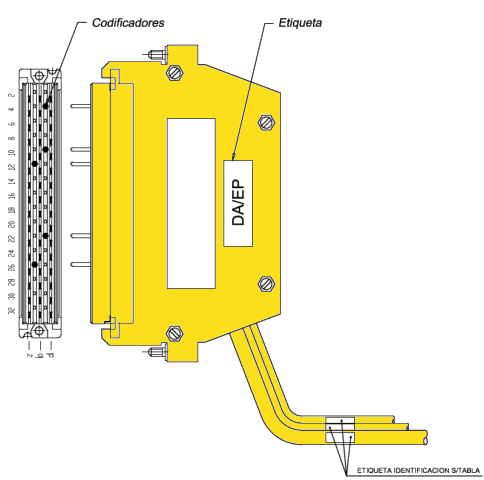 Codificadores
Etiqueta
2
4
6
8
10
12
14
16
18
20
22
24
26
28
30
32
DA/EP
z
b
d
ETIQUETA IDENTIFICACION S/TABLA